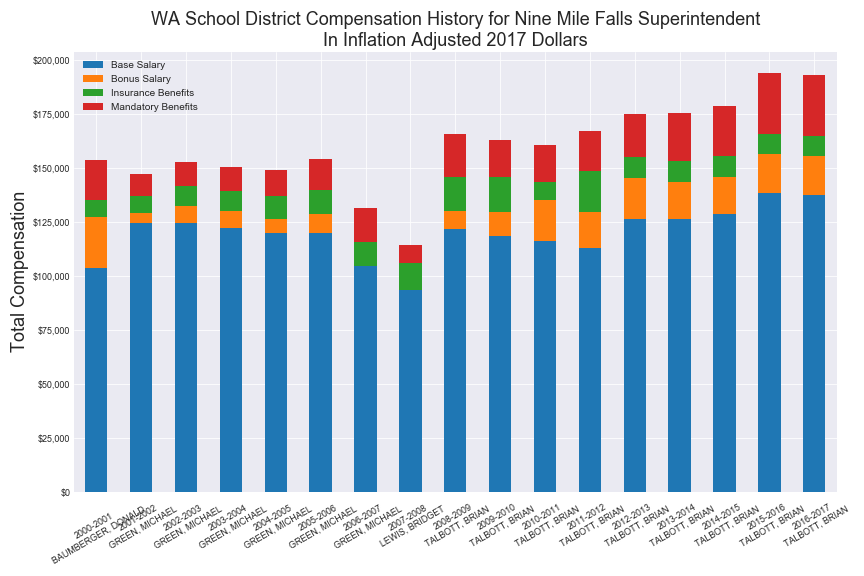 WA School District Compensation History for Nine Mile Falls Superintendent
In Inflation Adjusted 2017 Dollars
Base Salary
Bonus Salary
Insurance Benefits
Mandatory Benefits
Total Compensation
$200,000
$175,000
$150,000
$125,000
$100,000
$75,000
$50,000
$25,000
$0
2000-2001
BAUMBERGER, DONALD
2001-2002
GREEN, MICHAEL
2002-2003
GREEN, MICHAEL
2003-2004
GREEN, MICHAEL
2004-2005
GREEN, MICHAEL
2005-2006
GREEN, MICHAEL
2006-2007
GREEN, MICHAEL
2007-2008
LEWIS, BRIDGET
2008-2009
TALBOTT, BRIAN
2009-2010
TALBOTT, BRIAN
2010-2011
TALBOTT, BRIAN
2011-2012
TALBOTT, BRIAN
2012-2013
TALBOTT, BRIAN
2013-2014
TALBOTT, BRIAN
2014-2015
TALBOTT, BRIAN
2015-2016
TALBOTT, BRIAN
2016-2017
TALBOTT, BRIAN